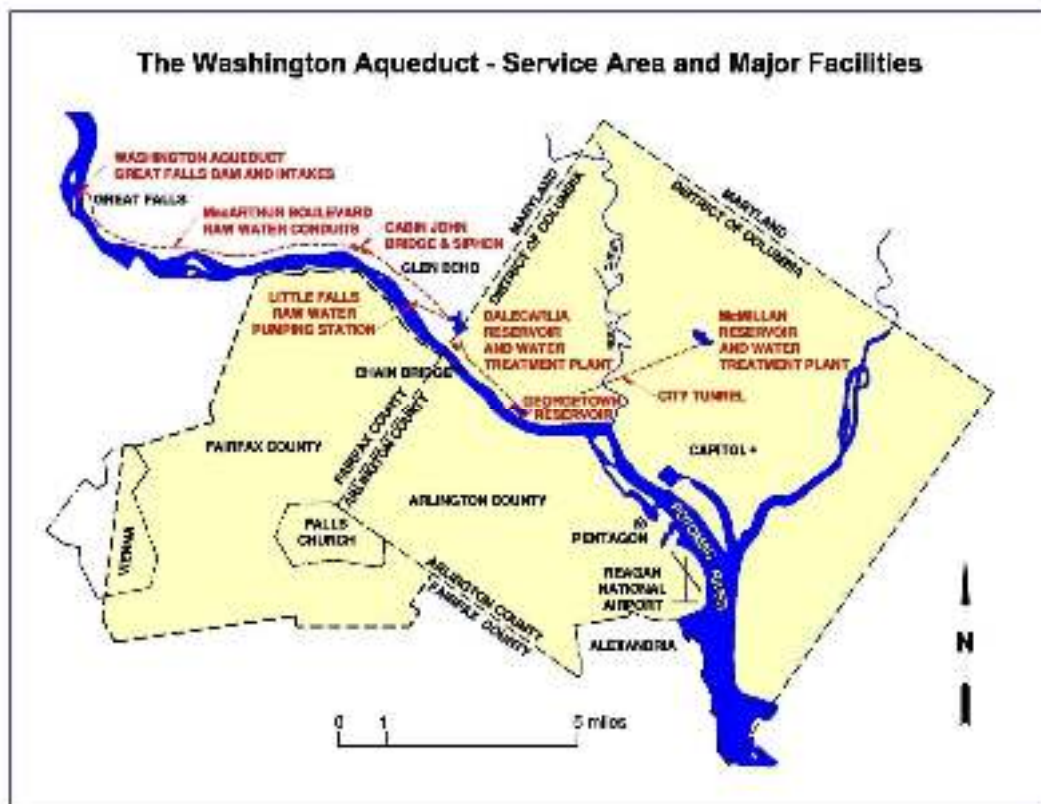 The Washington Aqueduct - Service Area and Major Facilities
WASHINGTON AQUEDUCT
GREAT FALLS DAM AND INTAKES
GREAT FALLS
MacARTHUR BOULEVARD
RAW WATER CONDUITS
CABIN JOHN
BRIDGE & SIPHON
GLEN ECHO
MARYLAND
DISTRICT OF COLUMBIA
MARYLAND
DISTRICT OF COLUMBIA
LITTLE FALLS
RAW WATER
PUMPING STATION
DALECARLIA
RESERVOIR
AND WATER
TREATMENT PLANT
McMILLAN
RESERVOIR
AND WATER
TREATMENT PLANT
CHAIN BRIDGE
GEORGETOWN
RESERVOIR
CITY TUNNEL
FAIRFAX COUNTY
FAIRFAX COUNTY
ARLINGTON COUNTY
CAPITOL
ARLINGTON COUNTY
FALLS
CHURCH
VIENNA
PENTAGON
POTOMAC RIVER
REAGAN
NATIONAL
AIRPORT
ARLINGTON COUNTY
FAIRFAX COUNTY
ALEXANDRIA
N
0 1 5 miles